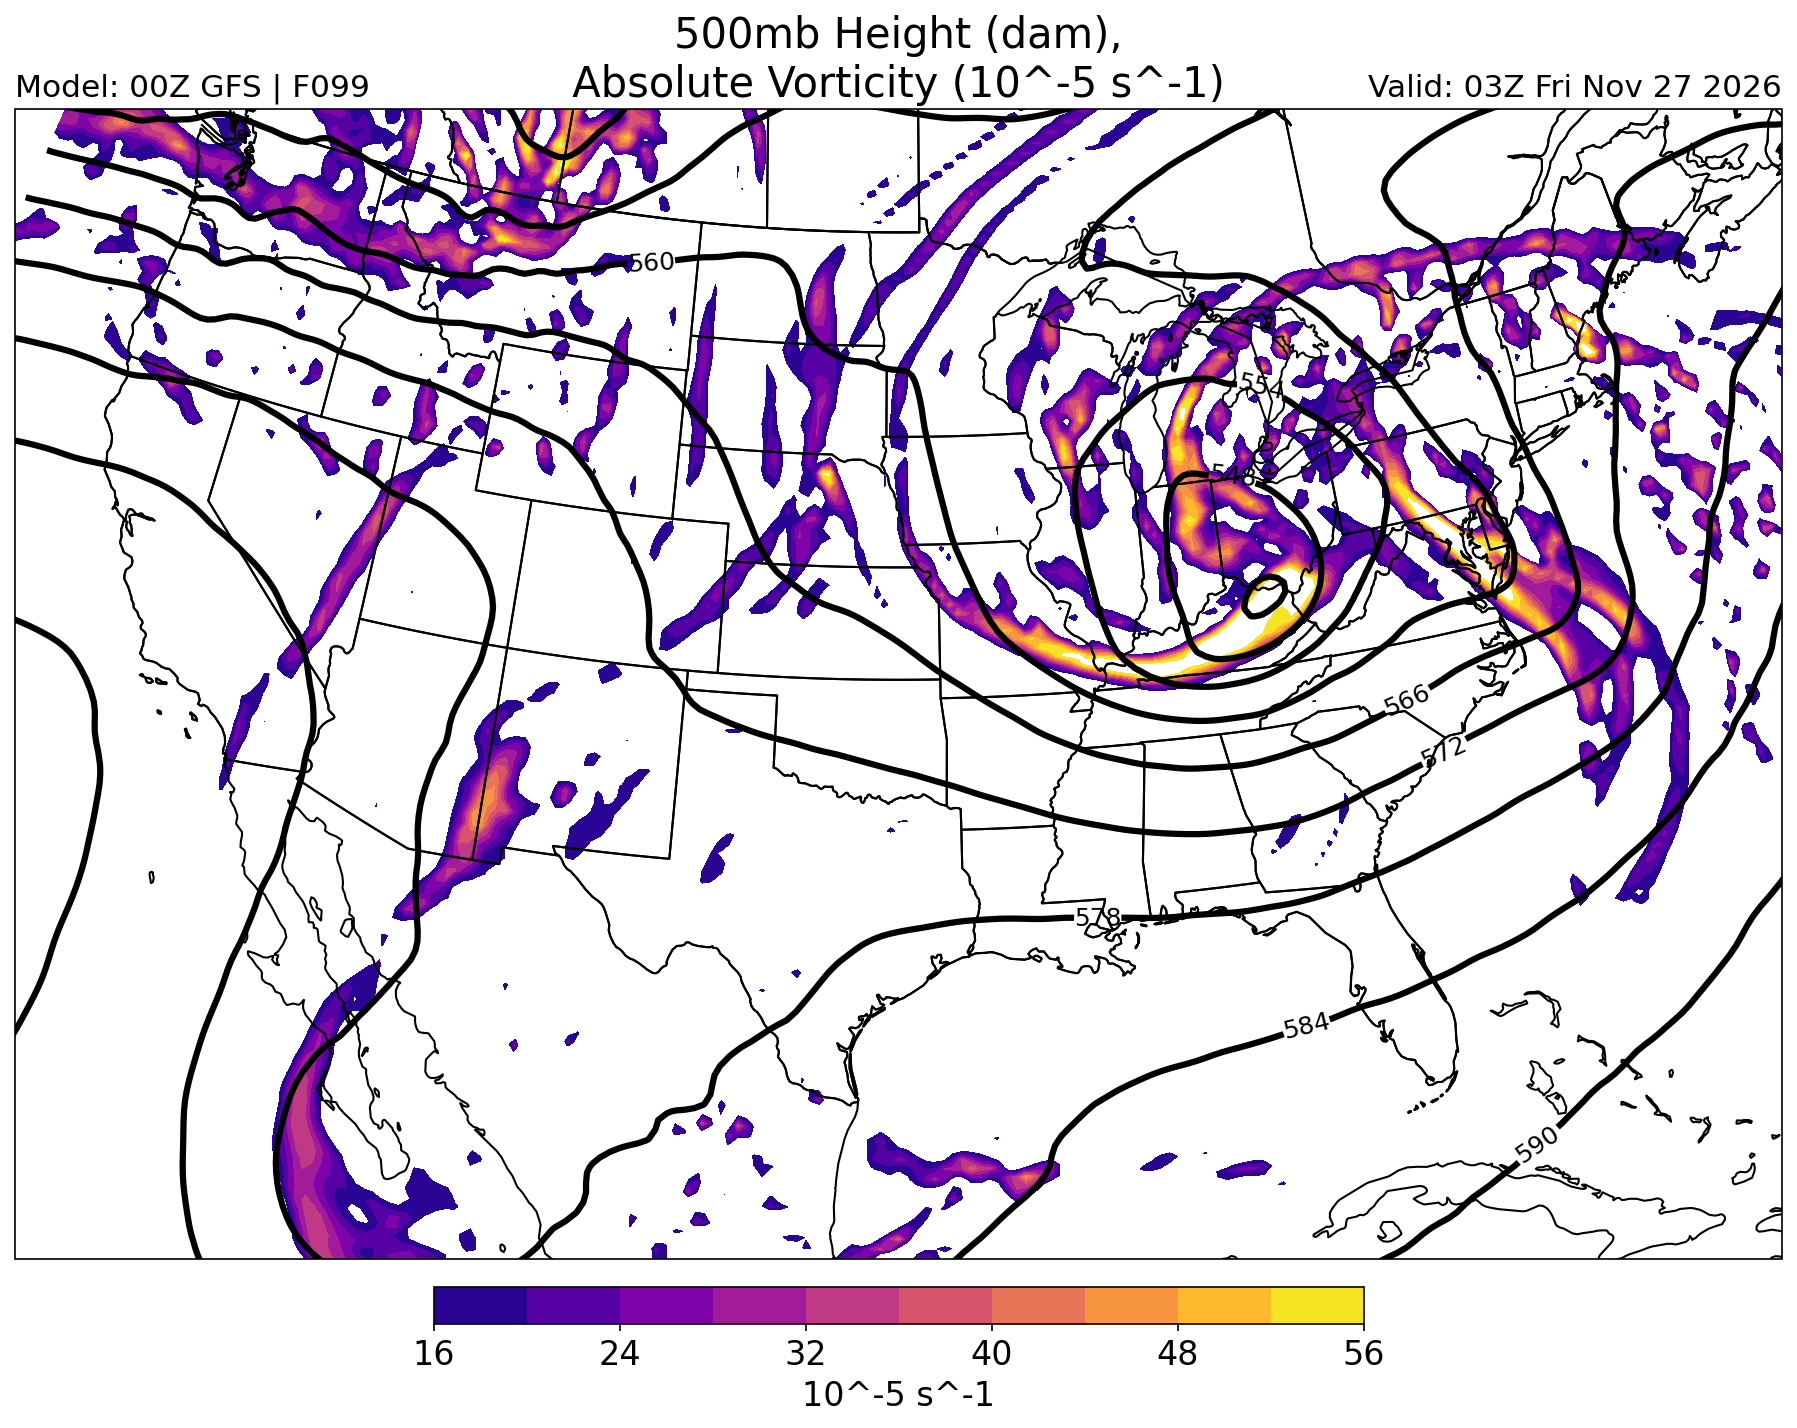 500mb Height (dam),
Absolute Vorticity (10^-5 s^-1)
Model: 00Z GFS | F099
Valid: 03Z Fri Nov 27 2026
560
554
548
566
572
578
584
590
16 24 32 40 48 56
10^-5 s^-1